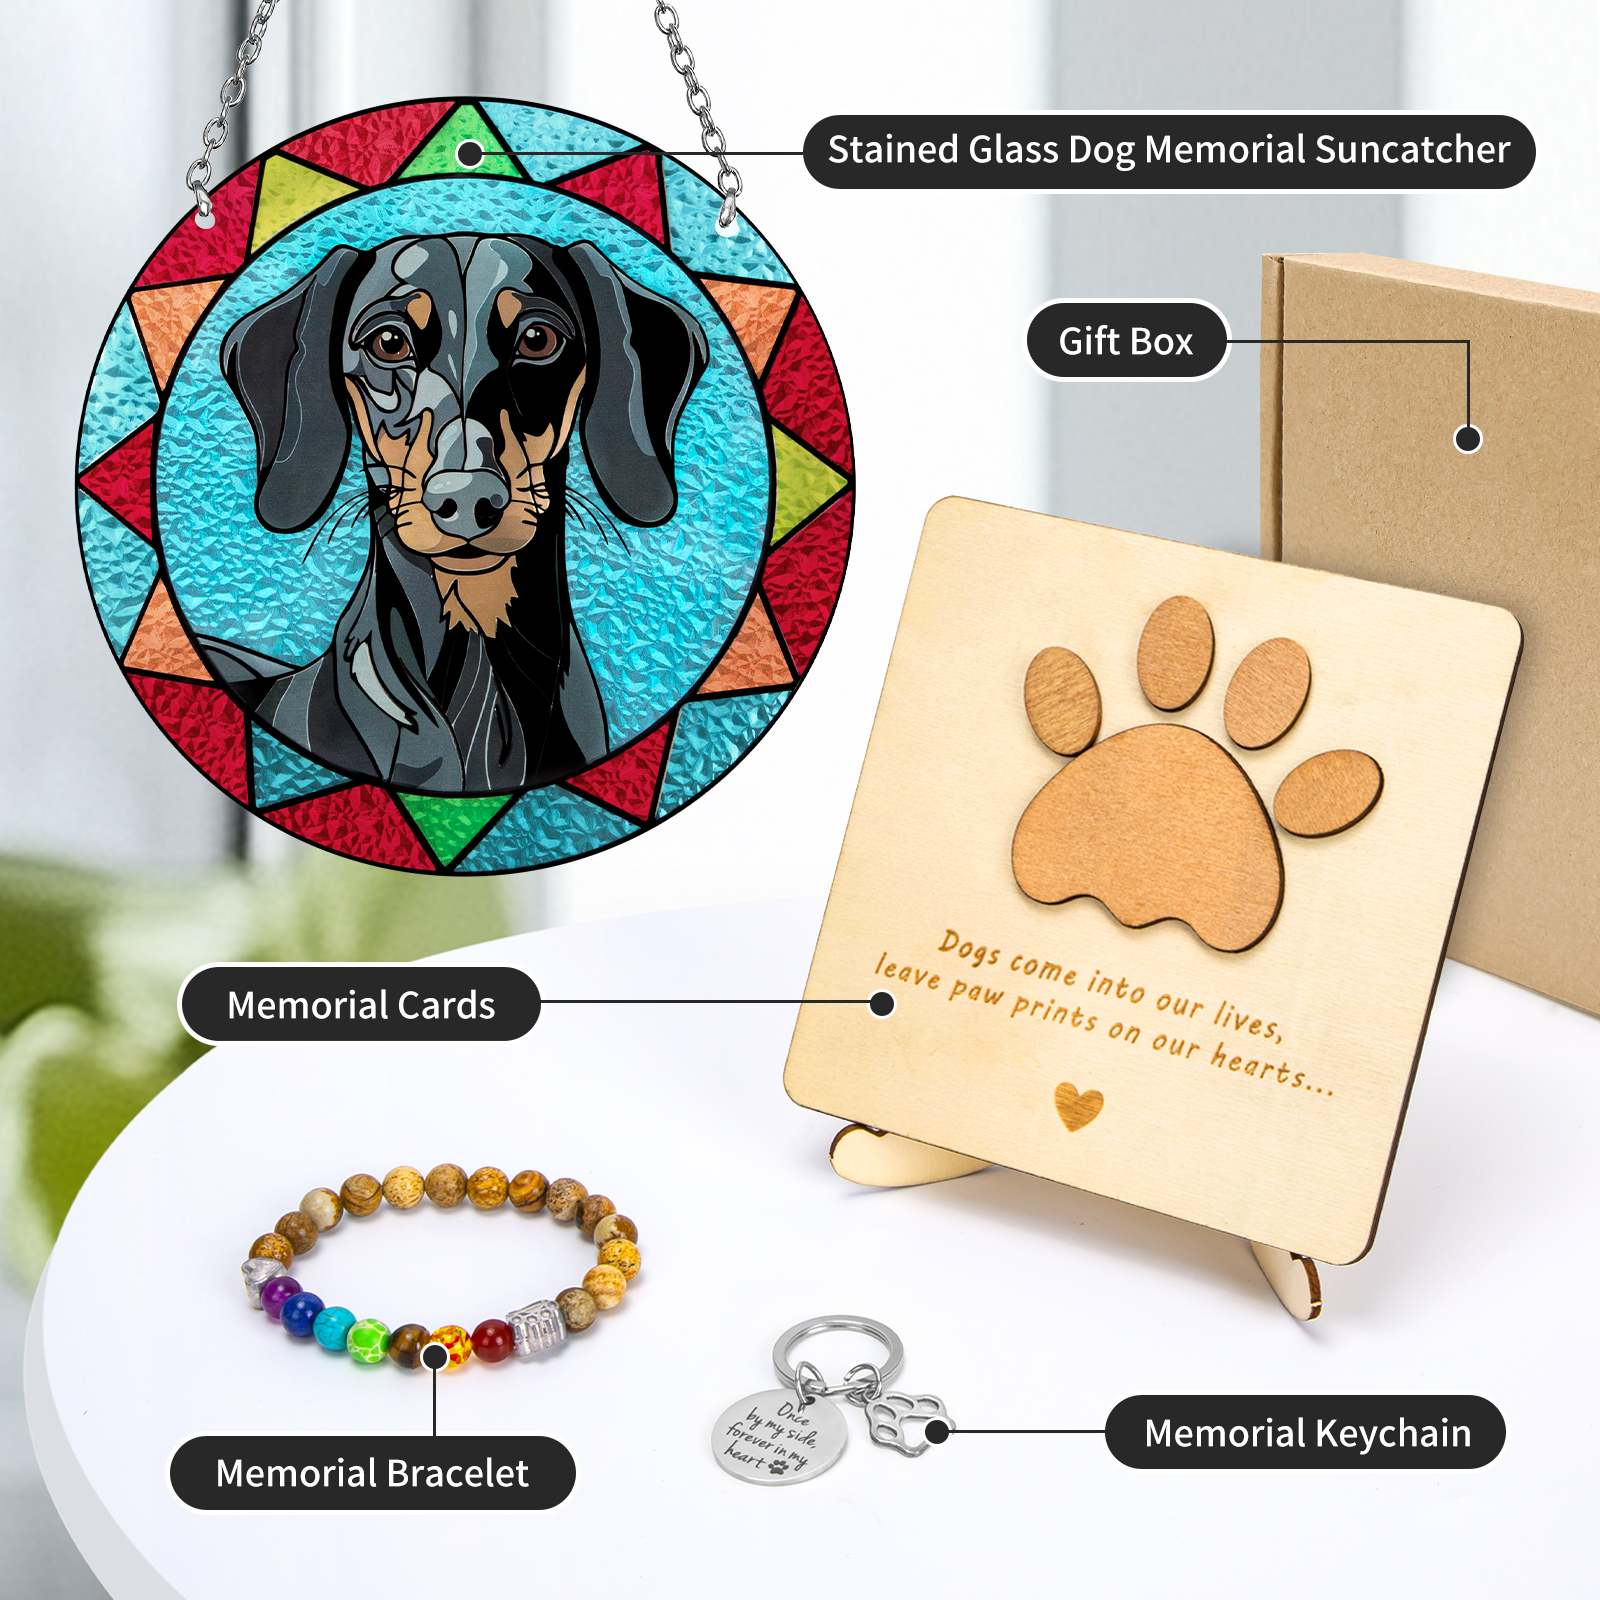 Stained Glass Dog Memorial Suncatcher
Gift Box
Dogs come into our lives,
leave paw prints on our hearts...
Memorial Cards
Memorial Bracelet
Once
by my side,
forever in my
heart
Memorial Keychain